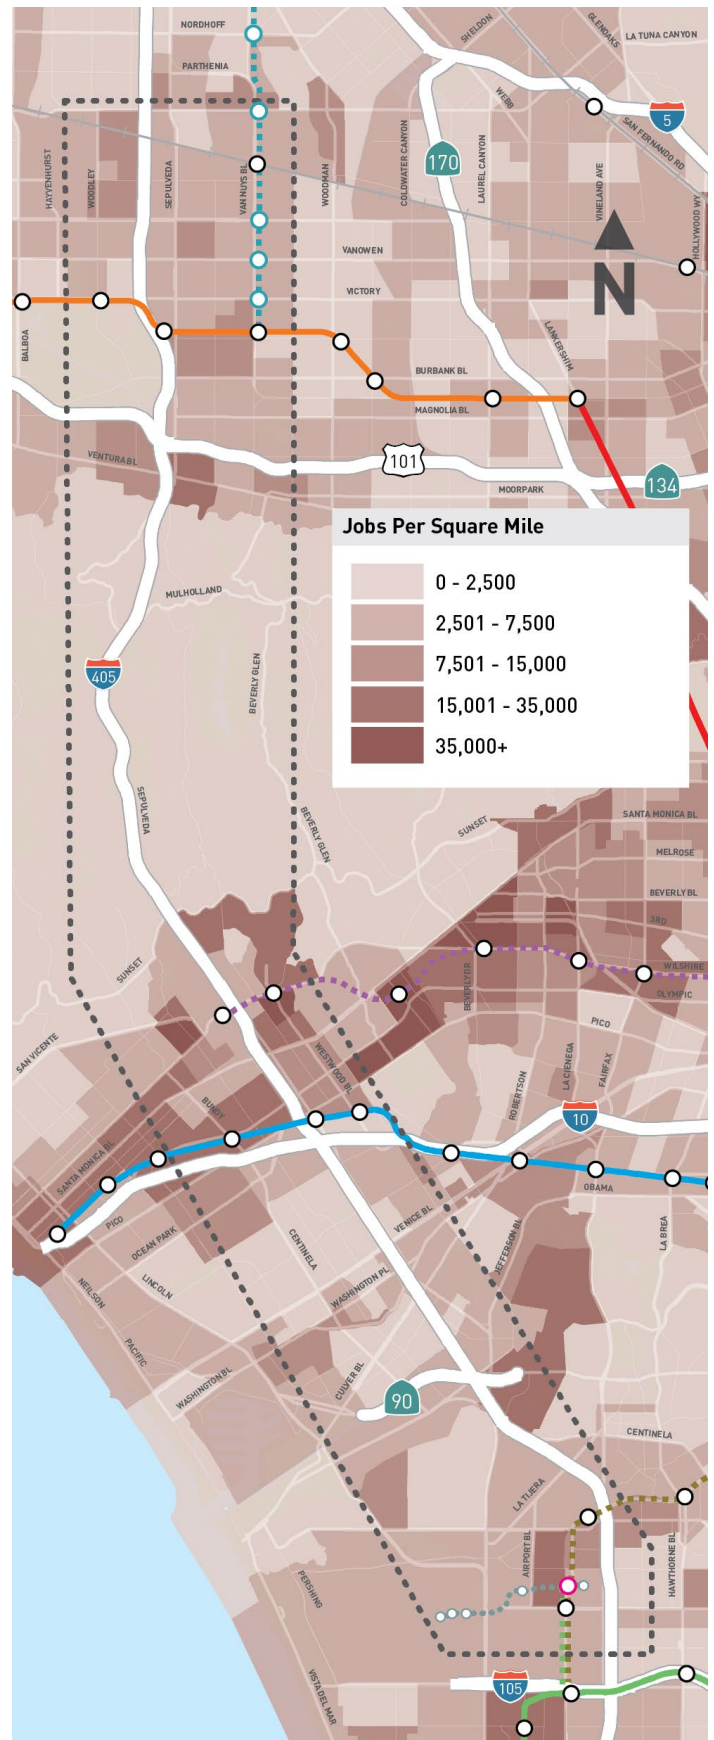 NORDHOFF
SHELDON
GLENOAKS
LA TUNA CANYON
PARTHENIA
WEBB
5
SAN FERNANDO RD
HAYVENHURST
WOODLEY
SEPULVEDA
VAN NUYS BL
WOODMAN
COLDWATER CANYON
170
LAUREL CANYON
VINELAND AVE
HOLLYWOOD WY
VANOWEN
N
VICTORY
BALBOA
LANKERSHIM
BURBANK BL
MAGNOLIA BL
VENTURA BL
101
MOORPARK
134
Jobs Per Square Mile
0 - 2,500
2,501 - 7,500
7,501 - 15,000
15,001 - 35,000
35,000+
MULHOLLAND
405
BEVERLY GLEN
SEPULVEDA
BEVERLY GLEN
SUNSET
SANTA MONICA BL
MELROSE
BEVERLY BL
3RD
SUNSET
BEVERLY DR
WILSHIRE
OLYMPIC
SAN VICENTE
PICO
WESTWOOD BL
BUNDY
ROBERTSON
LA CIENEGA
FAIRFAX
10
SANTA MONICA BL
OBAMA
PICO
OCEAN PARK
CENTINELA
VENICE BL
JEFFERSON BL
LA BREA
NEILSON
LINCOLN
WASHINGTON PL
PACIFIC
WASHINGTON BL
CULVER BL
90
CENTINELA
LA TIJERA
AIRPORT BL
HAWTHORNE BL
PERSHING
105
VISTA DEL MAR